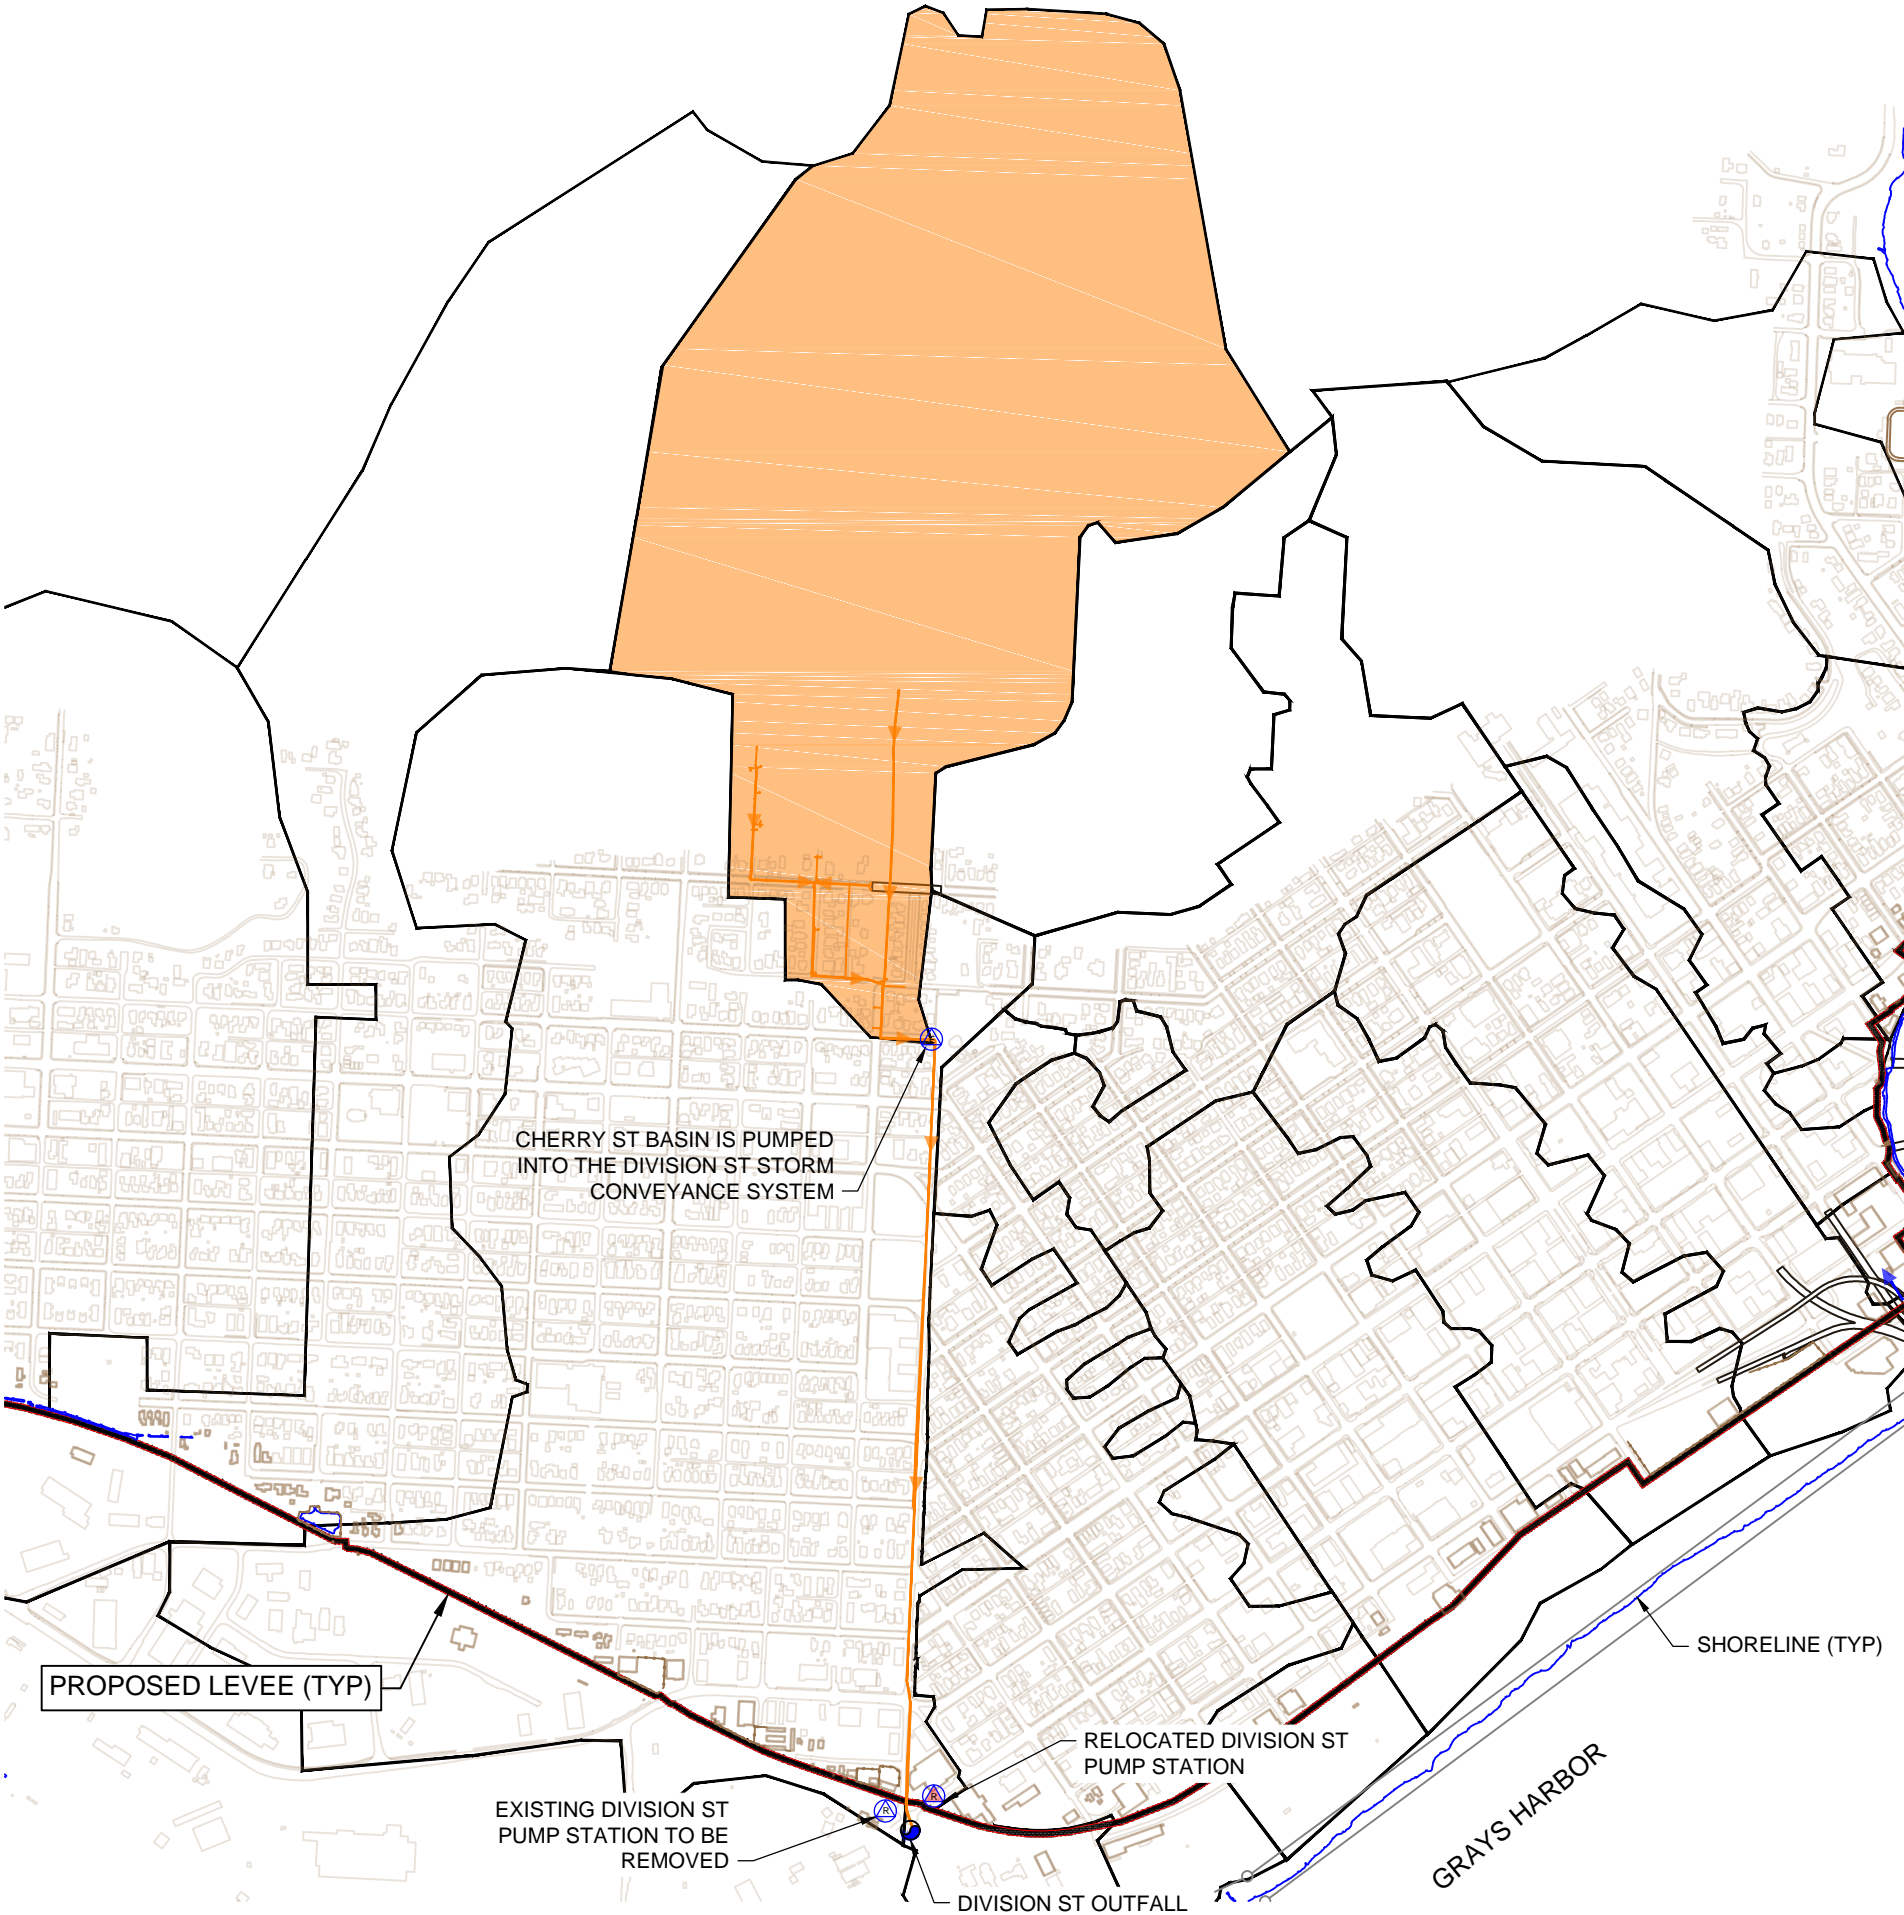 CHERRY ST BASIN IS PUMPED
INTO THE DIVISION ST STORM
CONVEYANCE SYSTEM
PROPOSED LEVEE (TYP)
SHORELINE (TYP)
RELOCATED DIVISION ST
PUMP STATION
R
R
EXISTING DIVISION ST
PUMP STATION TO BE
REMOVED
GRAYS HARBOR
DIVISION ST OUTFALL